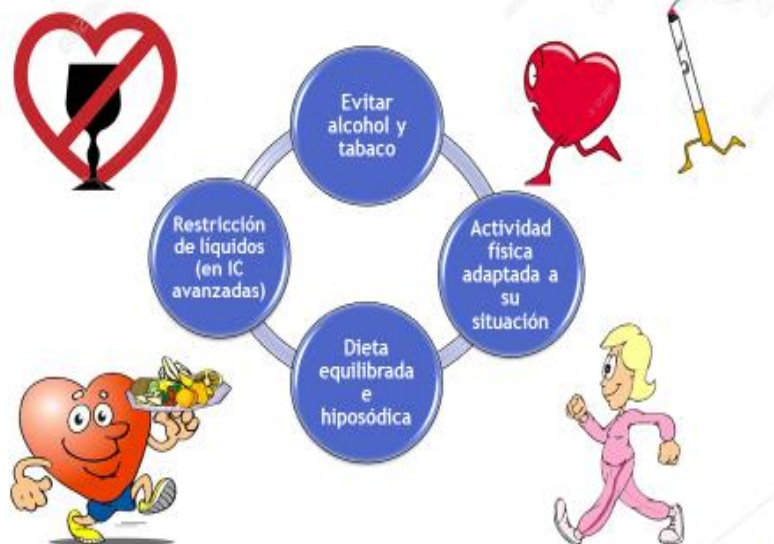 Evitar
alcohol y
tabaco
Actividad
física
adaptada a
su
situación
Dieta
equilibrada
e
hiposódica
Restricción
de líquidos
(en IC
avanzadas)